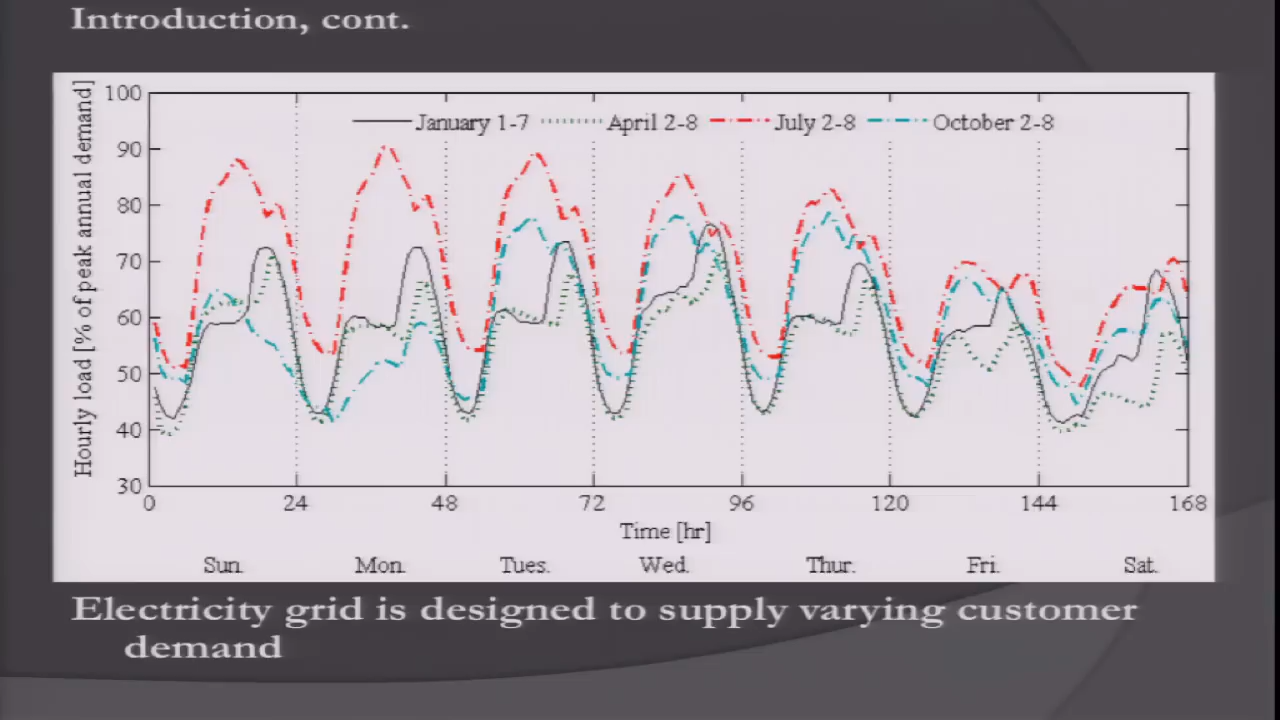 Introduction, cont.
Hourly load [% of peak annual demand]
100
90
80
70
60
50
40
30
January 1-7 April 2-8 July 2-8 October 2-8
0 24 48 72 96 120 144 168
Time [hr]
Sun. Mon. Tues. Wed. Thur. Fri. Sat.
Electricity grid is designed to supply varying customer
demand